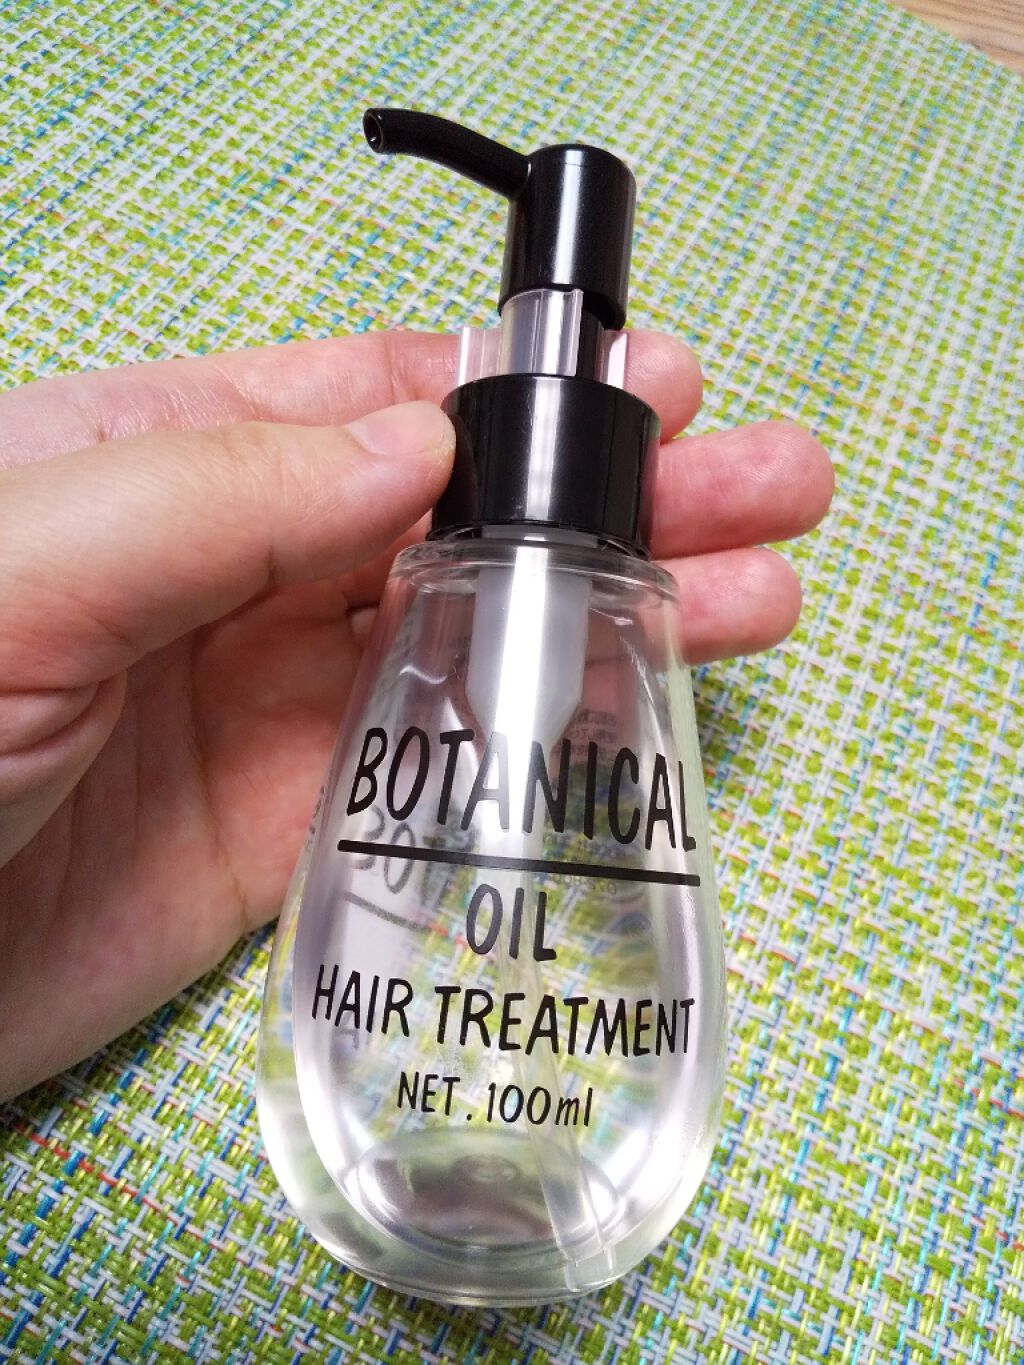 BOTANICAL
OIL
HAIR TREATMENT
NET. 100ml